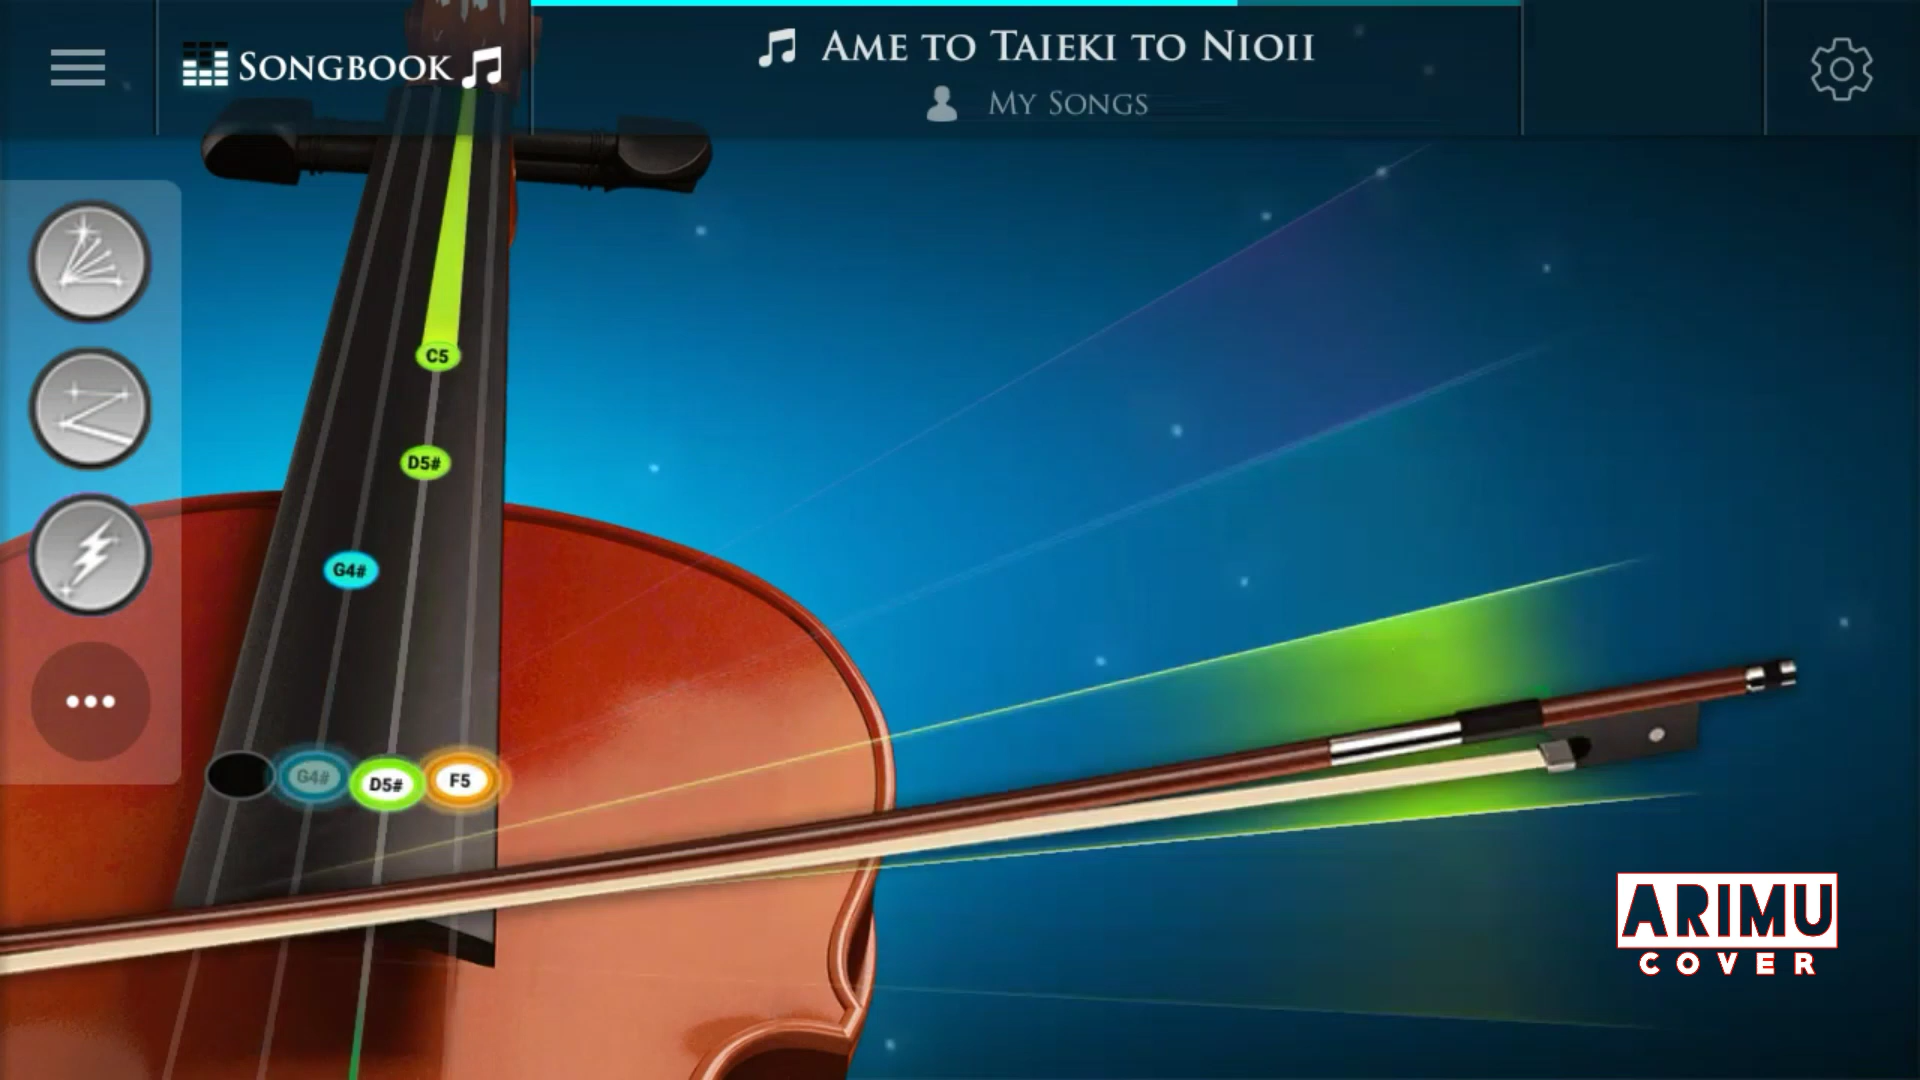 SONGBOOK
AME TO TAIEKI TO NIOII
MY SONGS
C5
D5#
G4#
G4#
D5#
F5
ARIMU
COVER